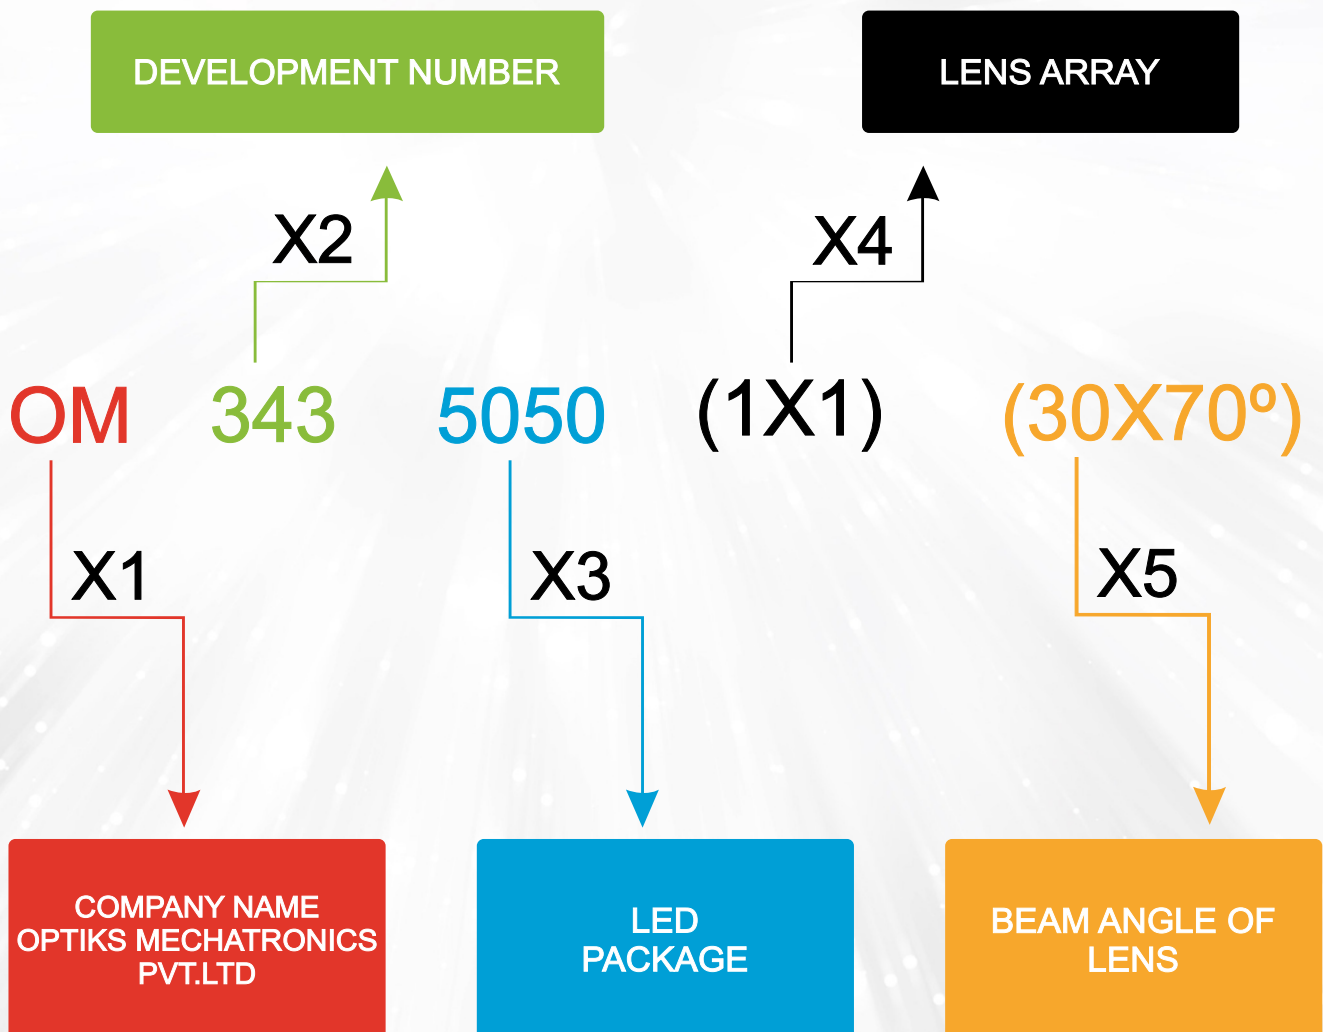 DEVELOPMENT NUMBER
LENS ARRAY
X2
X4
OM 343 5050 (1X1) (30X70º)
X1
X3
X5
COMPANY NAME
OPTIKS MECHATRONICS
PVT.LTD
LED
PACKAGE
BEAM ANGLE OF
LENS